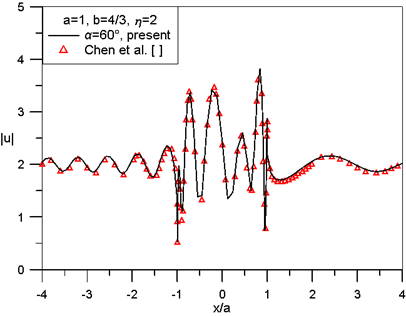 5
4
3
2
1
0
|u|
a=1, b=4/3, η=2
α=60°, present
Chen et al. [ ]
-4 -3 -2 -1 0 1 2 3 4
x/a